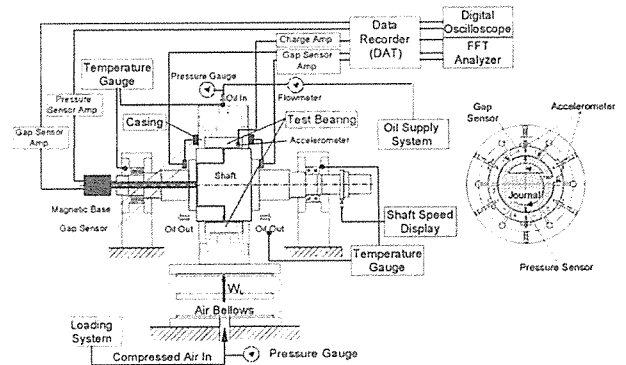 Data
Recorder
(DAT)
Digital
Oscilloscope
FFT
Analyzer
Charge Amp
Gap Sensor
Amp
Temperature
Gauge
Pressure Gauge
Oil In
Flowmeter
Pressure
Sensor Amp
Casing
Test Bearing
Accelerometer
Oil Supply
System
Gap Sensor
Amp
Shaft
Magnetic Base
Gap Sensor
Oil Out
Oil Out
Shaft Speed
Display
Temperature
Gauge
Air Bellows
Loading
System
Compressed Air In
Pressure Gauge
Gap
Sensor
Accelerometer
Journal
Pressure Sensor